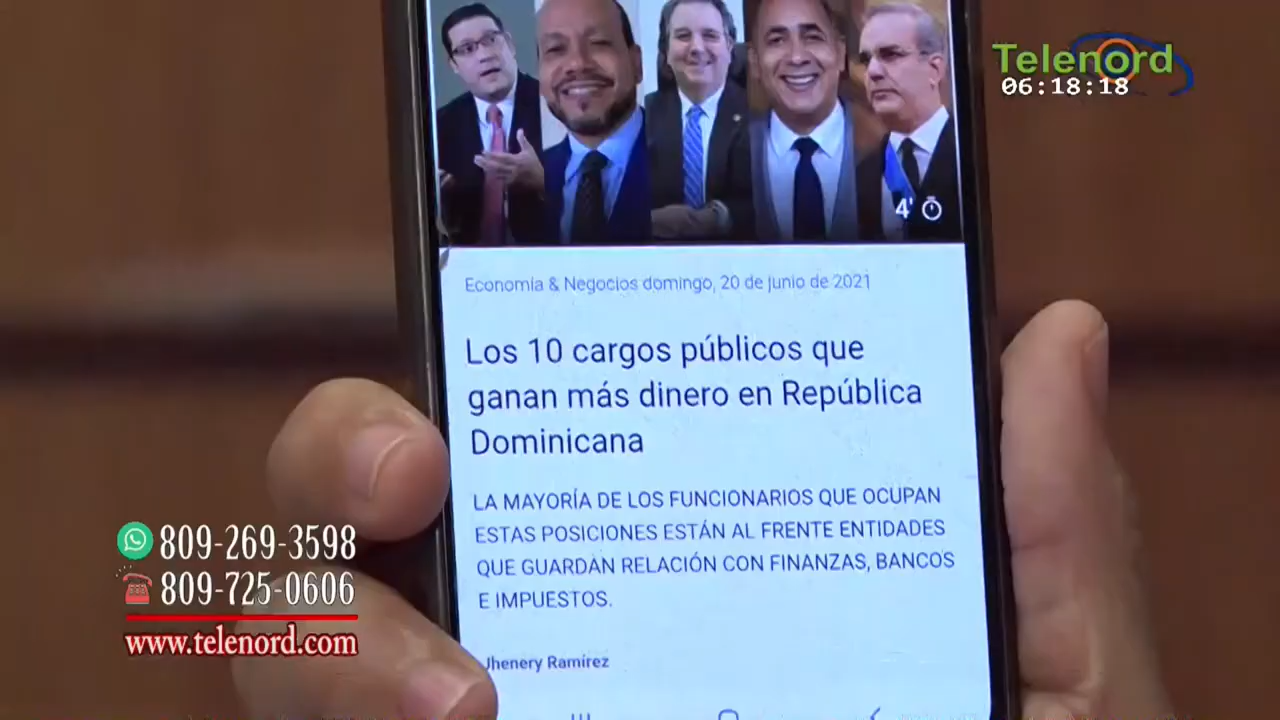 Telenord
06:18:18
4'
Economía & Negocios domingo, 20 de junio de 2021
Los 10 cargos públicos que
ganan más dinero en República
Dominicana
LA MAYORÍA DE LOS FUNCIONARIOS QUE OCUPAN
ESTAS POSICIONES ESTÁN AL FRENTE ENTIDADES
QUE GUARDAN RELACIÓN CON FINANZAS, BANCOS
E IMPUESTOS.
Jhenery Ramírez
809-269-3598
809-725-0606
www.telenord.com